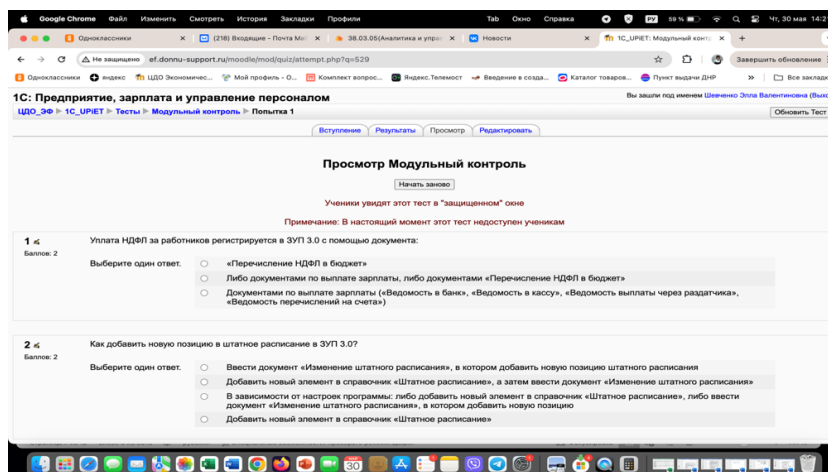 Google Chrome Файл Изменить Смотреть История Закладки Профили Tab Окно Справка РУ 59 % Чт, 30 мая 14:2
Одноклассники (218) Входящие - Почта Mai 38.03.05(Аналитика и упра Новости 1C_UPiET: Модульный конт
Не защищено ef.donnu-support.ru/moodle/mod/quiz/attempt.php?q=529 Завершить обновление
Одноклассники яндекс ЦДО Экономичес... Мой профиль - О... Комплект вопрос... Яндекс.Телемост Введение в созда... Каталог товаров... Пункт выдачи ДНР Все закладк
1С: Предприятие, зарплата и управление персоналом Вы зашли под именем Шевченко Элла Валентиновна (Выхо
ЦДО_ЭФ 1C_UPiET Тесты Модульный контроль Попытка 1 Обновить Тест
Вступление Результаты Просмотр Редактировать
Просмотр Модульный контроль
Начать заново
Ученики увидят этот тест в "защищенном" окне
Примечание: В настоящий момент этот тест недоступен ученикам
1 Уплата НДФЛ за работников регистрируется в ЗУП 3.0 с помощью документа:
Баллов: 2
Выберите один ответ. «Перечисление НДФЛ в бюджет»
Либо документами по выплате зарплаты, либо документами «Перечисление НДФЛ в бюджет»
Документами по выплате зарплаты («Ведомость в банк», «Ведомость в кассу», «Ведомость выплаты через раздатчика»,
«Ведомость перечислений на счета»)
2 Как добавить новую позицию в штатное расписание в ЗУП 3.0?
Баллов: 2
Выберите один ответ. Ввести документ «Изменение штатного расписания», в котором добавить новую позицию штатного расписания
Добавить новый элемент в справочник «Штатное расписание», а затем ввести документ «Изменение штатного расписания»
В зависимости от настроек программы: либо добавить новый элемент в справочник «Штатное расписание», либо ввести
документ «Изменение штатного расписания», в котором добавить новую позицию
Добавить новый элемент в справочник «Штатное расписание»
30